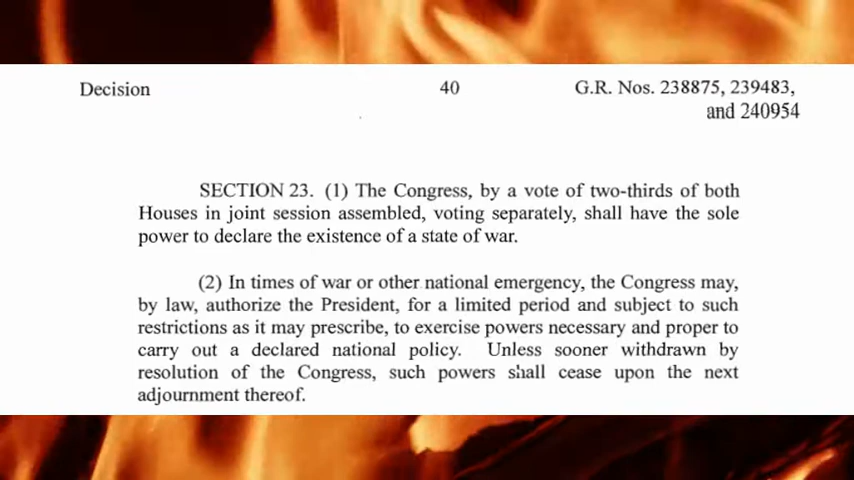 Decision 40 G.R. Nos. 238875, 239483,
and 240954
SECTION 23. (1) The Congress, by a vote of two-thirds of both
Houses in joint session assembled, voting separately, shall have the sole
power to declare the existence of a state of war.
(2) In times of war or other national emergency, the Congress may,
by law, authorize the President, for a limited period and subject to such
restrictions as it may prescribe, to exercise powers necessary and proper to
carry out a declared national policy. Unless sooner withdrawn by
resolution of the Congress, such powers shall cease upon the next
adjournment thereof.